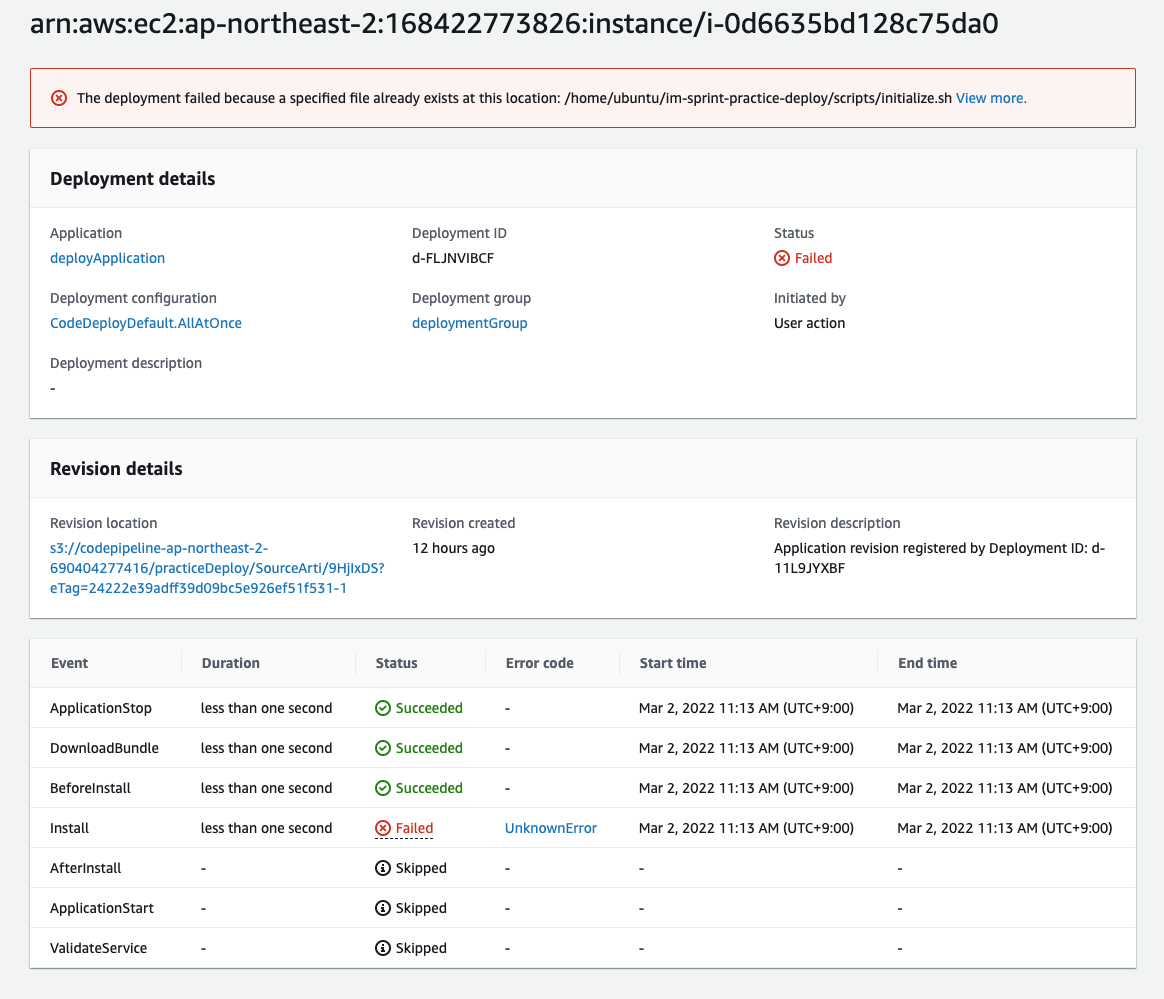 arn:aws:ec2:ap-northeast-2:168422773826:instance/i-0d6635bd128c75da0
The deployment failed because a specified file already exists at this location: /home/ubuntu/im-sprint-practice-deploy/scripts/initialize.sh View more.
Deployment details
Application Deployment ID Status
deployApplication d-FLJNVIBCF Failed
Deployment configuration Deployment group Initiated by
CodeDeployDefault.AllAtOnce deploymentGroup User action
Deployment description
-
Revision details
Revision location Revision created Revision description
s3://codepipeline-ap-northeast-2- 12 hours ago Application revision registered by Deployment ID: d-
690404277416/practiceDeploy/SourceArti/9HjIxDS? 11L9JYXBF
eTag=24222e39adff39d09bc5e926ef51f531-1
Event Duration Status Error code Start time End time
ApplicationStop less than one second Succeeded - Mar 2, 2022 11:13 AM (UTC+9:00) Mar 2, 2022 11:13 AM (UTC+9:00)
DownloadBundle less than one second Succeeded - Mar 2, 2022 11:13 AM (UTC+9:00) Mar 2, 2022 11:13 AM (UTC+9:00)
BeforeInstall less than one second Succeeded - Mar 2, 2022 11:13 AM (UTC+9:00) Mar 2, 2022 11:13 AM (UTC+9:00)
Install less than one second Failed UnknownError Mar 2, 2022 11:13 AM (UTC+9:00) Mar 2, 2022 11:13 AM (UTC+9:00)
AfterInstall - Skipped - - -
ApplicationStart - Skipped - - -
ValidateService - Skipped - - -